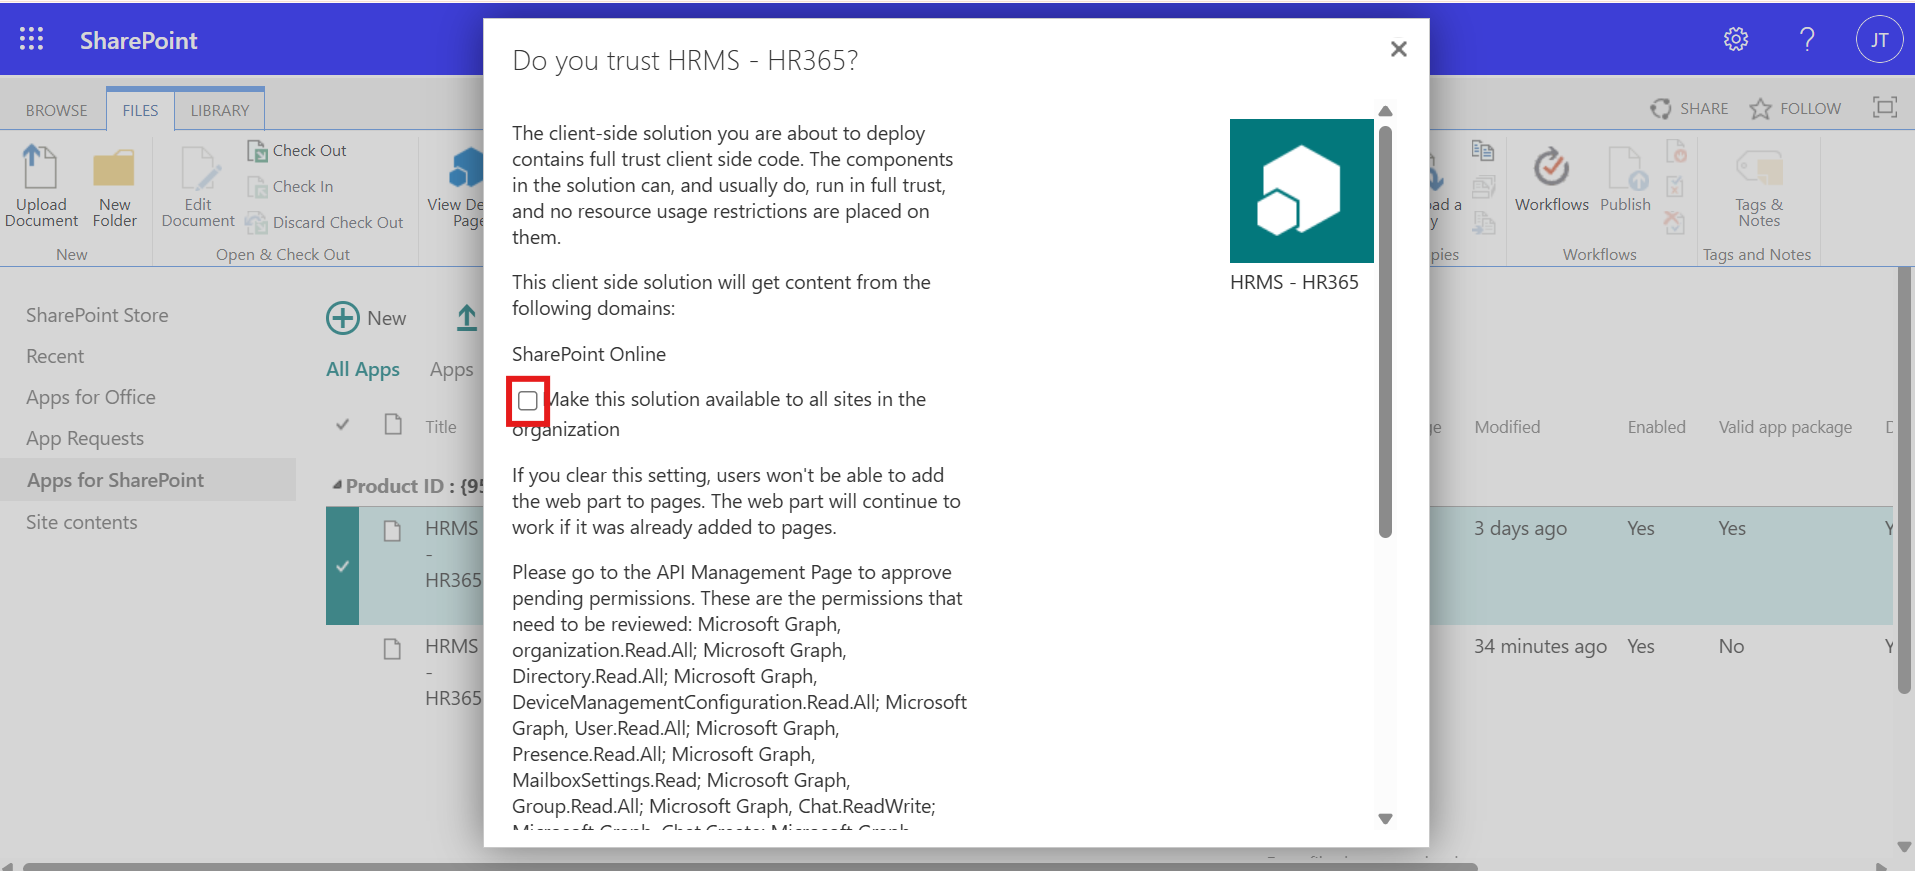 SharePoint
JT
BROWSE
FILES
LIBRARY
SHARE
FOLLOW
Upload
Document
New
Folder
New
Edit
Document
Check Out
Check In
Discard Check Out
Open & Check Out
View
Workflows
Publish
Workflows
Tags &
Notes
Tags and Notes
SharePoint Store
Recent
Apps for Office
App Requests
Apps for SharePoint
Site contents
New
All Apps
Apps
Title
Modified
Enabled
Valid app package
Product ID : {95
HRMS
-
HR365
3 days ago
Yes
Yes
HRMS
-
HR365
34 minutes ago
Yes
No
Do you trust HRMS - HR365?
The client-side solution you are about to deploy
contains full trust client side code. The components
in the solution can, and usually do, run in full trust,
and no resource usage restrictions are placed on
them.
This client side solution will get content from the
following domains:
SharePoint Online
Make this solution available to all sites in the
organization
If you clear this setting, users won't be able to add
the web part to pages. The web part will continue to
work if it was already added to pages.
Please go to the API Management Page to approve
pending permissions. These are the permissions that
need to be reviewed: Microsoft Graph,
organization.Read.All; Microsoft Graph,
Directory.Read.All; Microsoft Graph,
DeviceManagementConfiguration.Read.All; Microsoft
Graph, User.Read.All; Microsoft Graph,
Presence.Read.All; Microsoft Graph,
MailboxSettings.Read; Microsoft Graph,
Group.Read.All; Microsoft Graph, Chat.ReadWrite;
Microsoft Graph, Chat.Create; Microsoft Graph,
HRMS - HR365